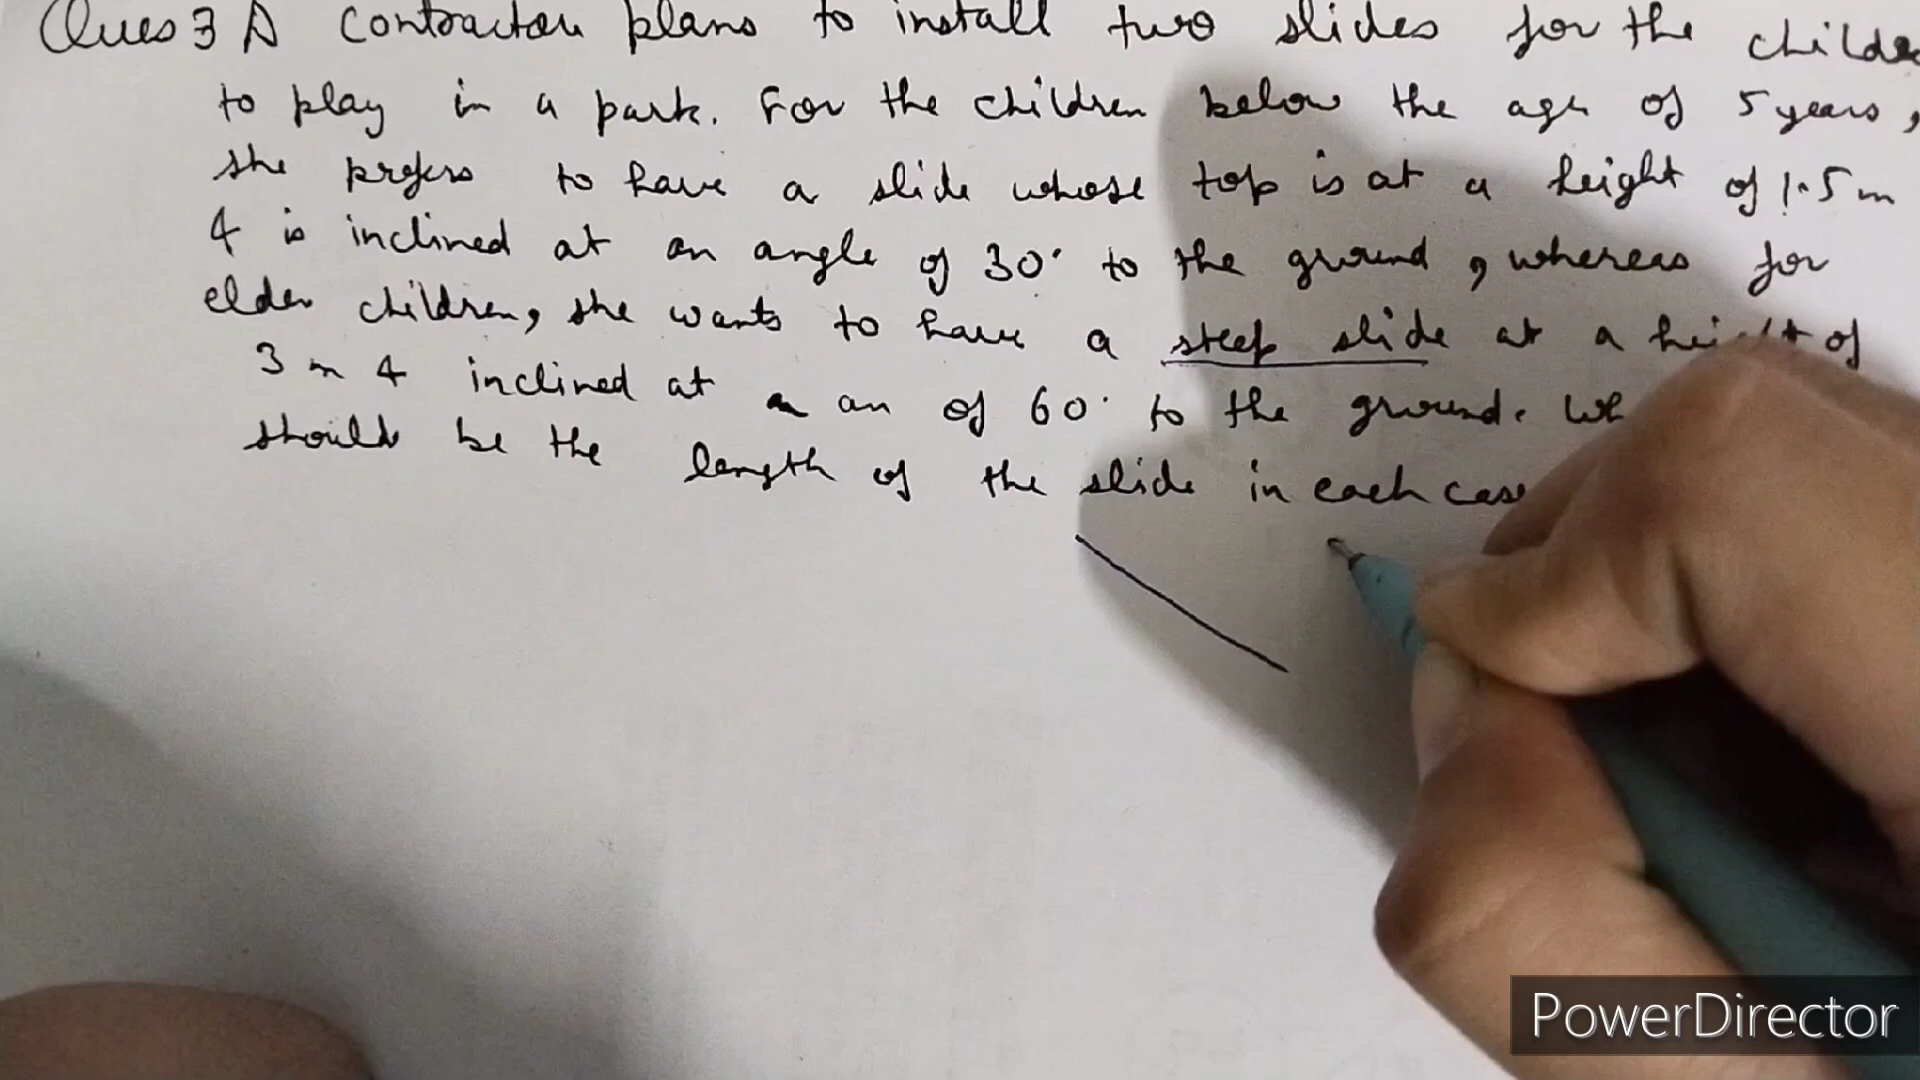 Ques 3 A contractor plans to install two slides for the
to play in a park. For the children below the age of 5 years,
she prefers to have a slide whose top is at a height of 1.5 m
& is inclined at an angle of 30° to the ground, whereas for
elder children, she wants to have a steep slide at a height of
3 m & inclined at an of 60° to the ground.
should be the length of the slide in each case
PowerDirector